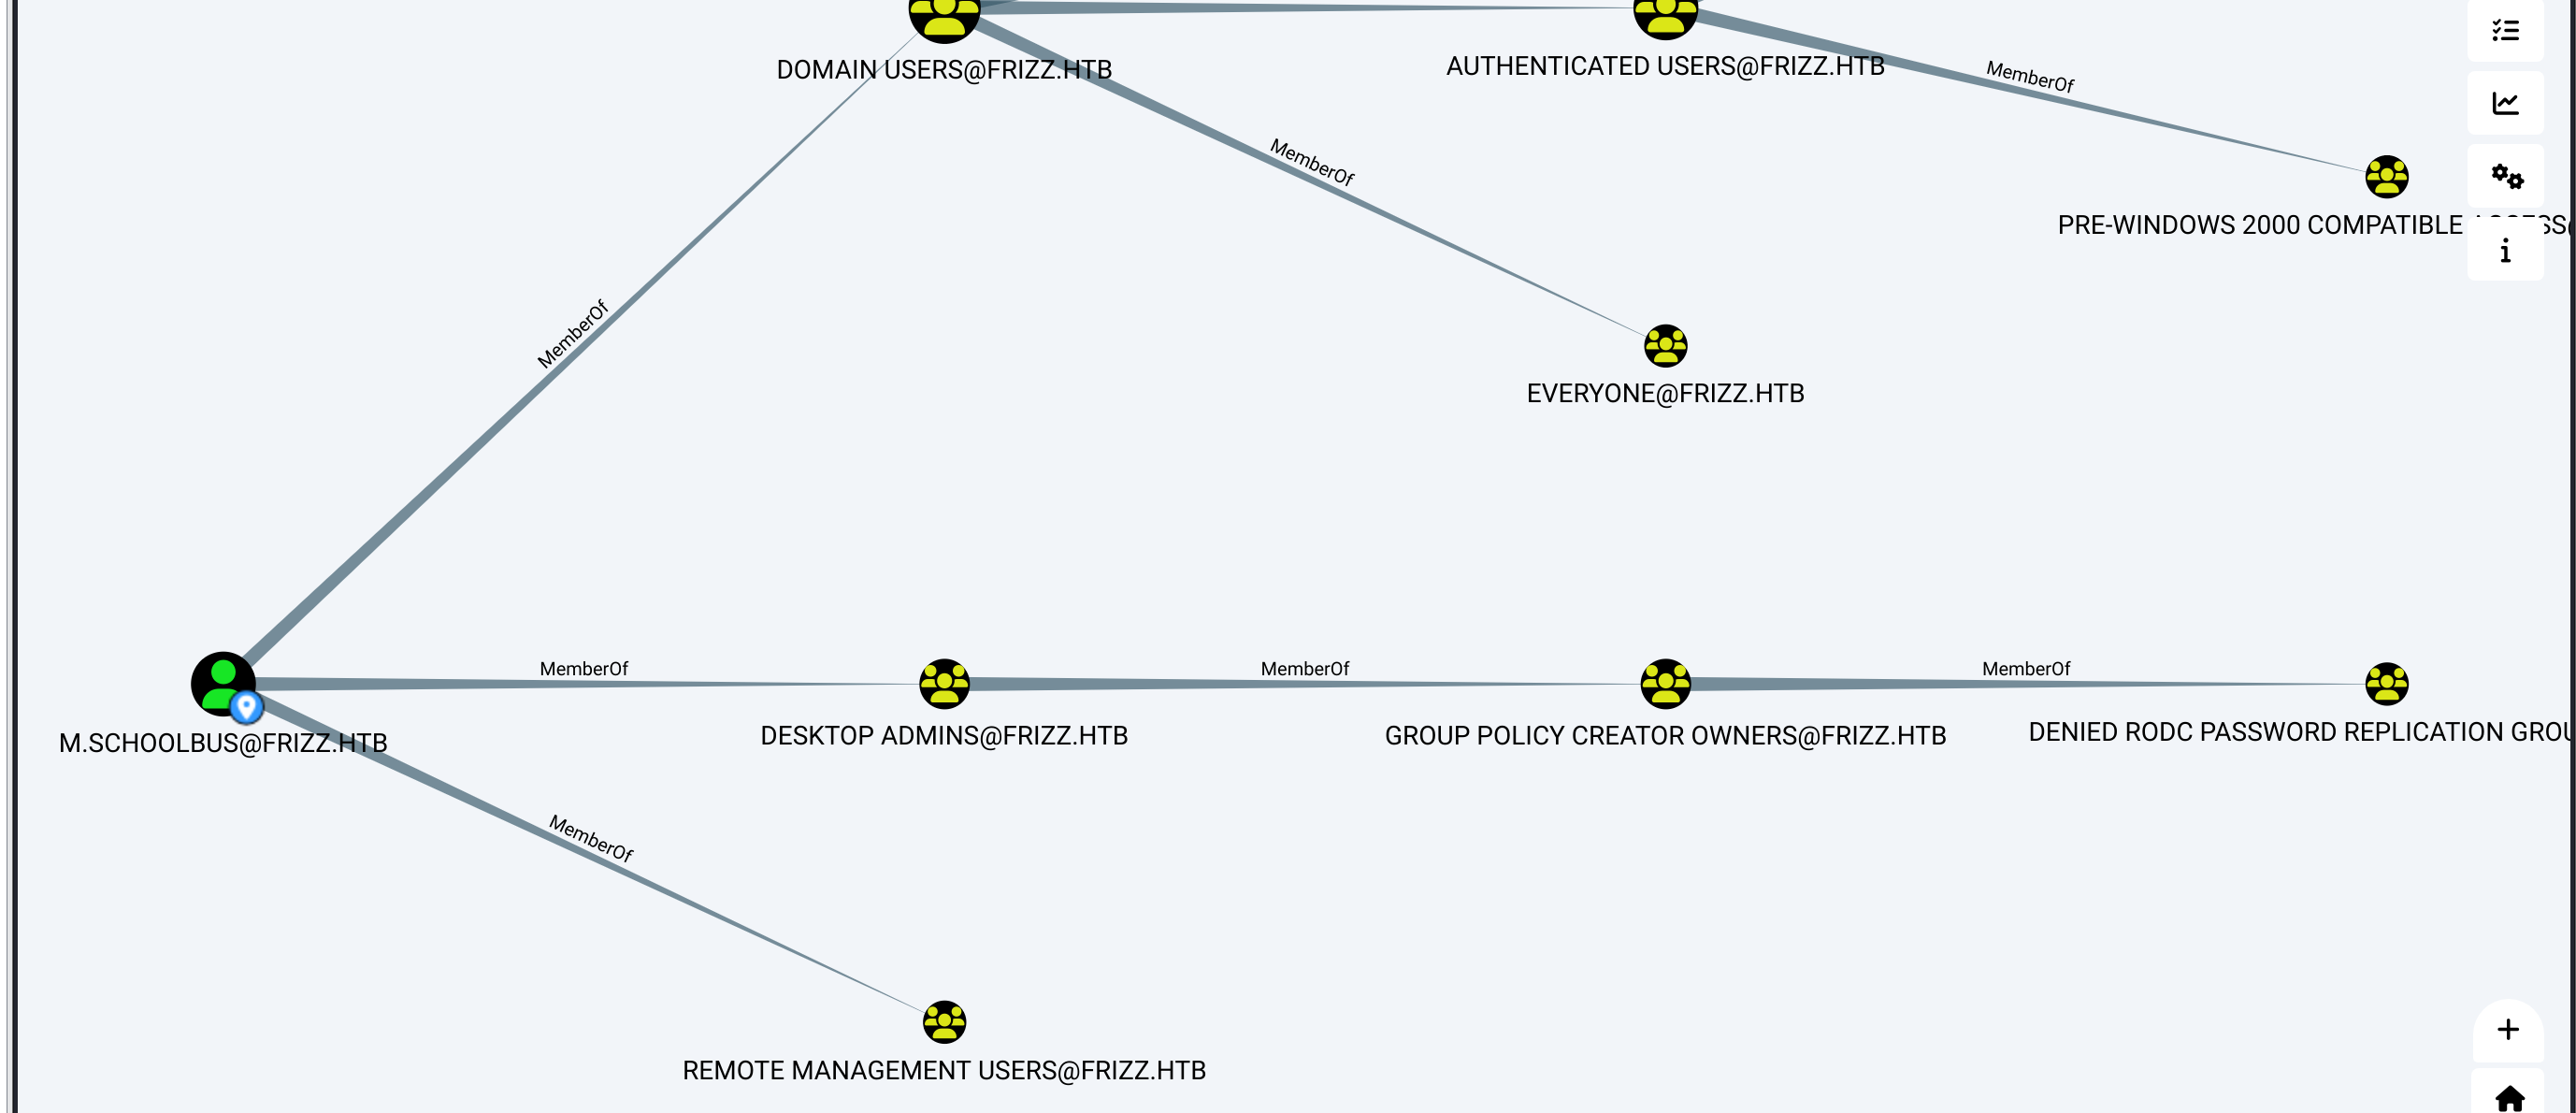 DOMAIN USERS@FRIZZ.HTB
AUTHENTICATED USERS@FRIZZ.HTB
MemberOf
MemberOf
PRE-WINDOWS 2000 COMPATIBLE
MemberOf
EVERYONE@FRIZZ.HTB
MemberOf
MemberOf
MemberOf
M.SCHOOLBUS@FRIZZ.HTB
DESKTOP ADMINS@FRIZZ.HTB
GROUP POLICY CREATOR OWNERS@FRIZZ.HTB
DENIED RODC PASSWORD REPLICATION GROU
MemberOf
REMOTE MANAGEMENT USERS@FRIZZ.HTB